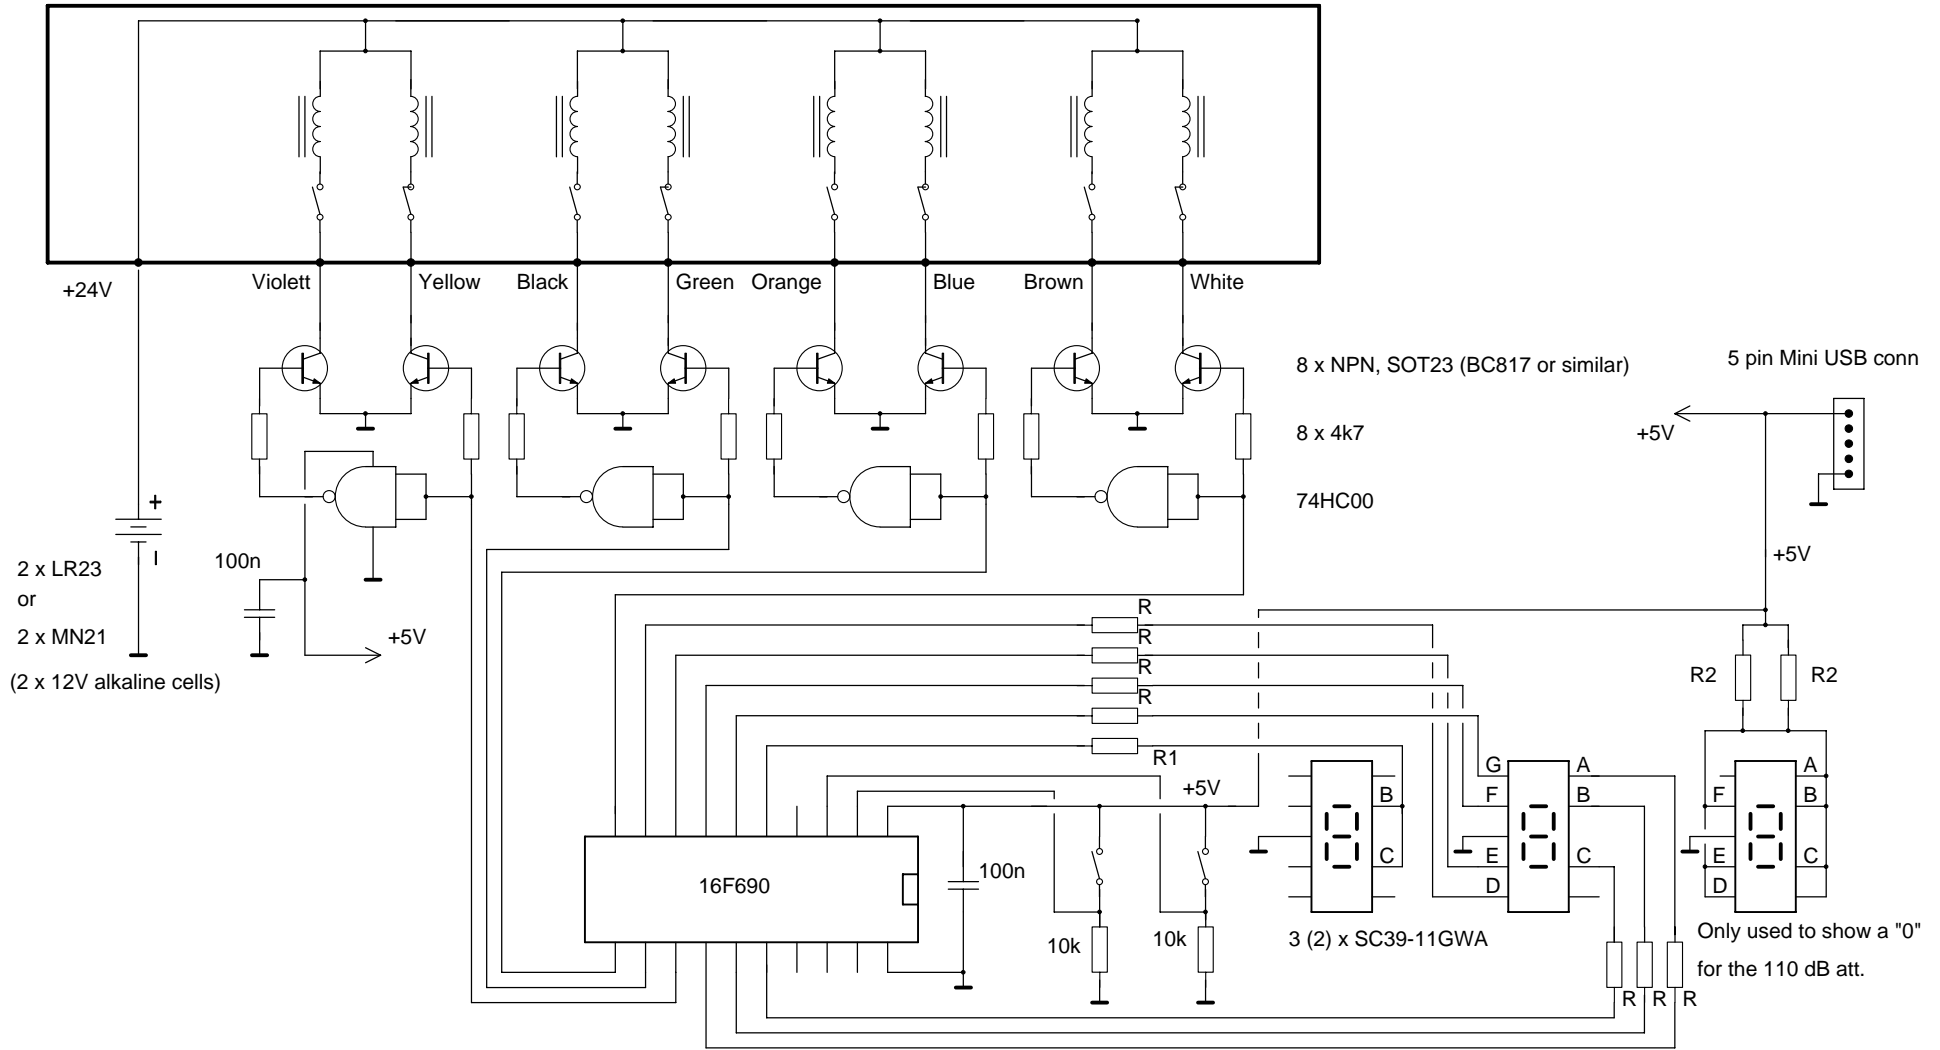 +24V
Violett
Yellow
Black
Green
Orange
Blue
Brown
White
8 x NPN, SOT23 (BC817 or similar)
5 pin Mini USB conn
8 x 4k7
+5V
74HC00
+
-
2 x LR23
or
2 x MN21
(2 x 12V alkaline cells)
100n
+5V
+5V
R
R
R
R
R1
R2
R2
+5V
16F690
100n
10k
10k
B
C
3 (2) x SC39-11GWA
G
F
E
D
A
B
C
F
E
D
A
B
C
Only used to show a "0"
for the 110 dB att.
R
R
R